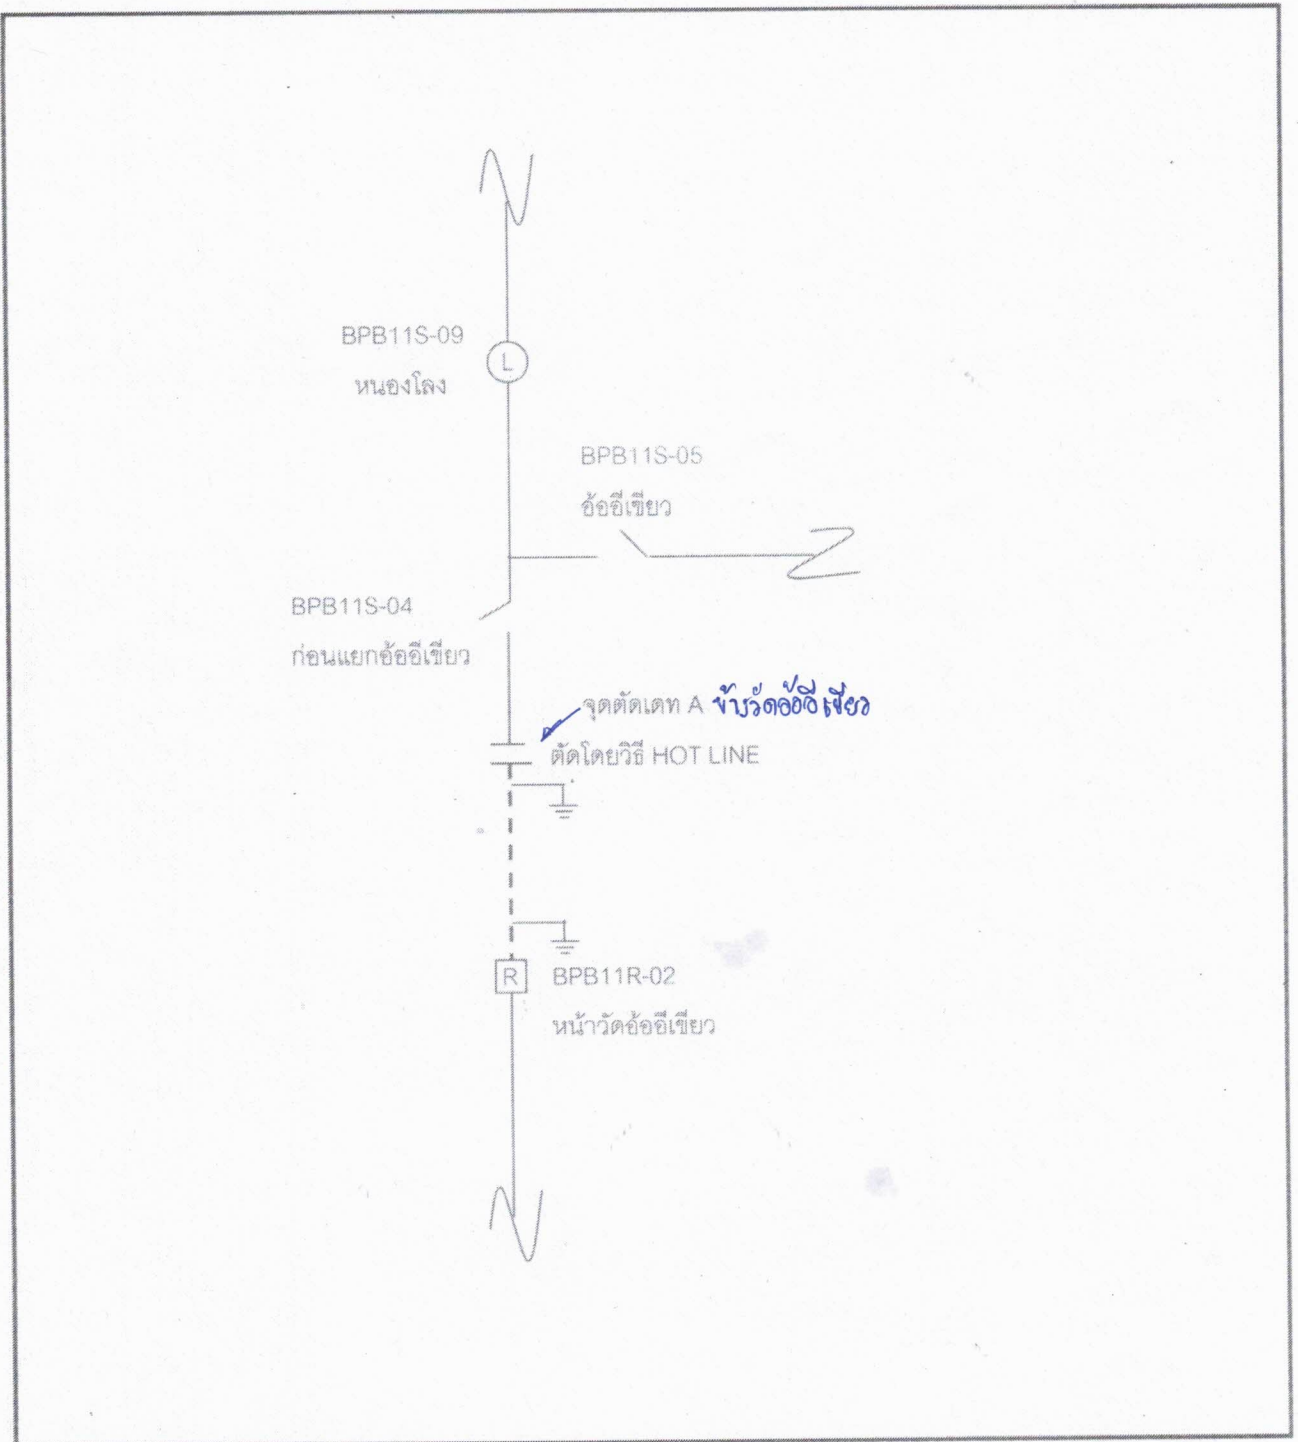 BPB11S-09
L
หนองโลง
BPB11S-05
อ้ออีเขียว
BPB11S-04
ก่อนแยกอ้ออีเขียว
จุดตัดเดท A ข้างวัดอ้ออีเขียว
ตัดโดยวิธี HOT LINE
R BPB11R-02
หน้าวัดอ้ออีเขียว